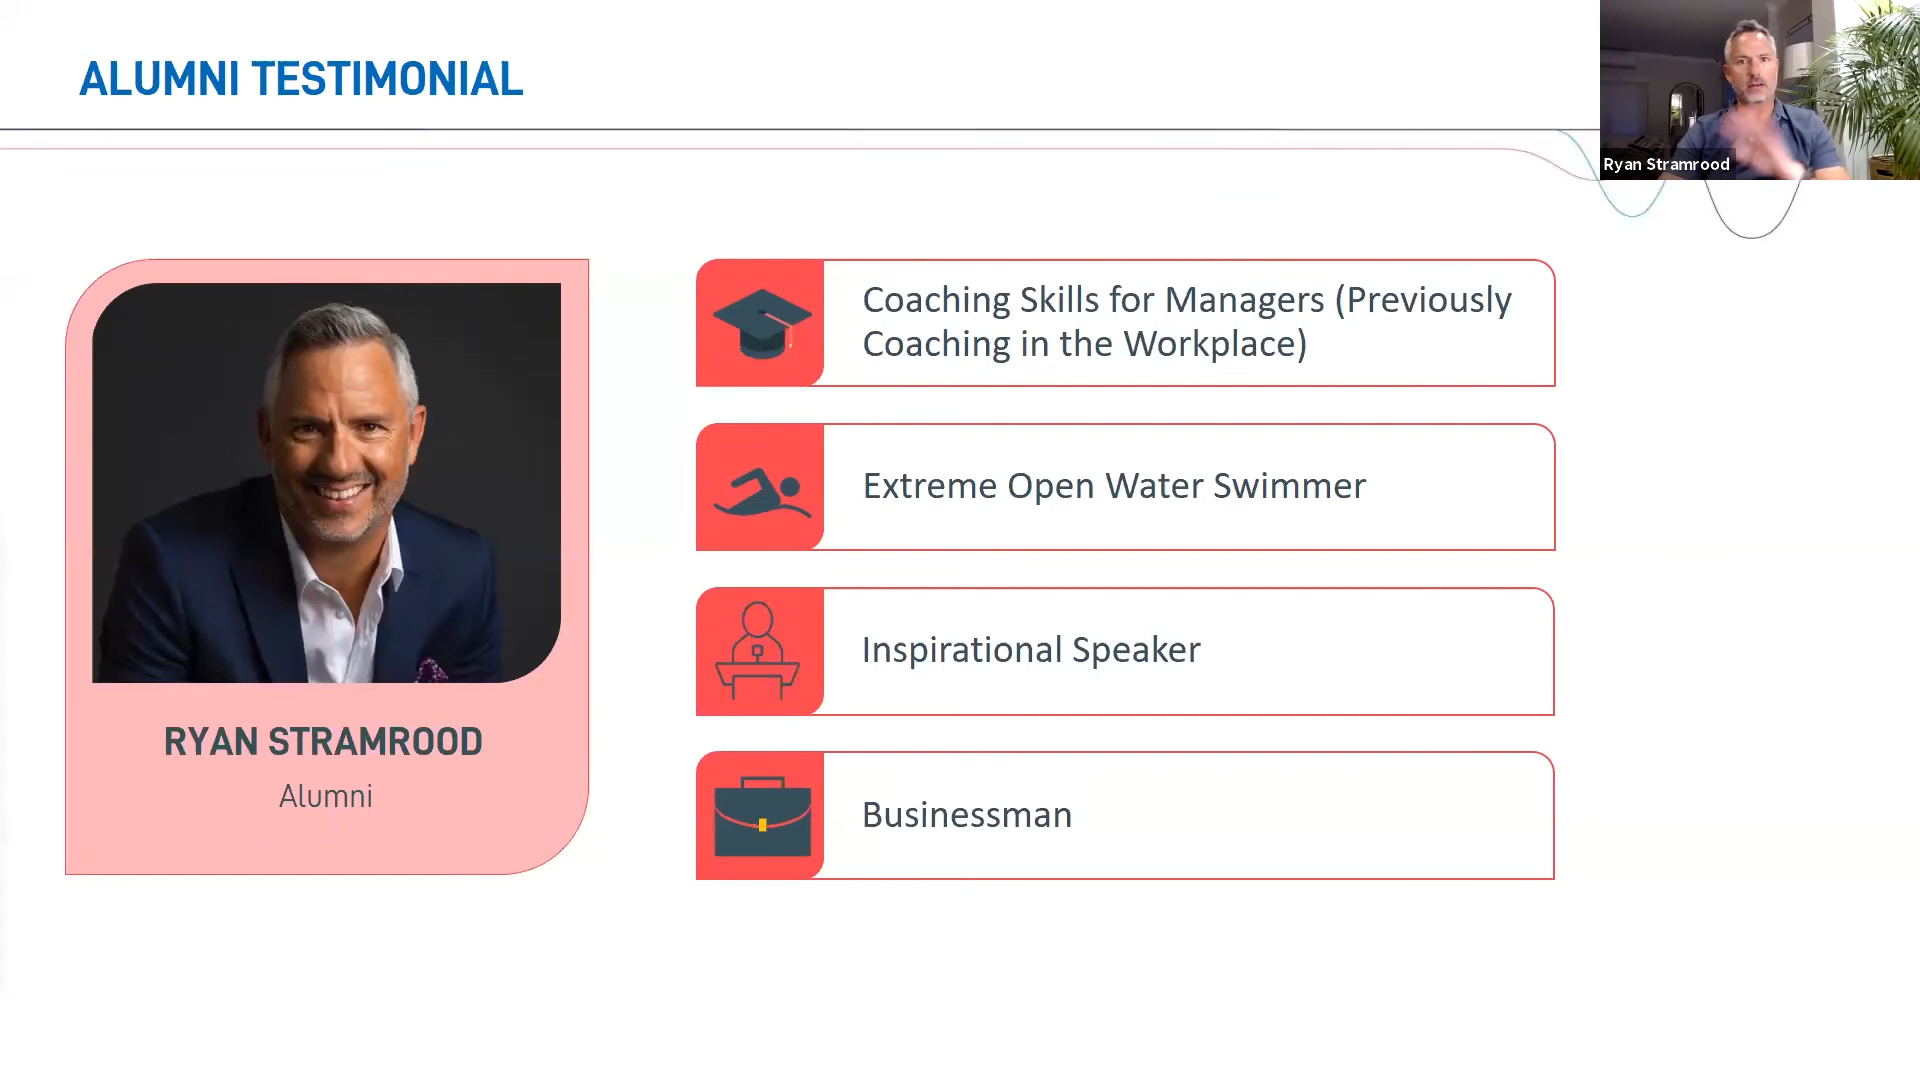 ALUMNI TESTIMONIAL
Ryan Stramrood
Coaching Skills for Managers (Previously
Coaching in the Workplace)
Extreme Open Water Swimmer
Inspirational Speaker
Businessman
RYAN STRAMROOD
Alumni